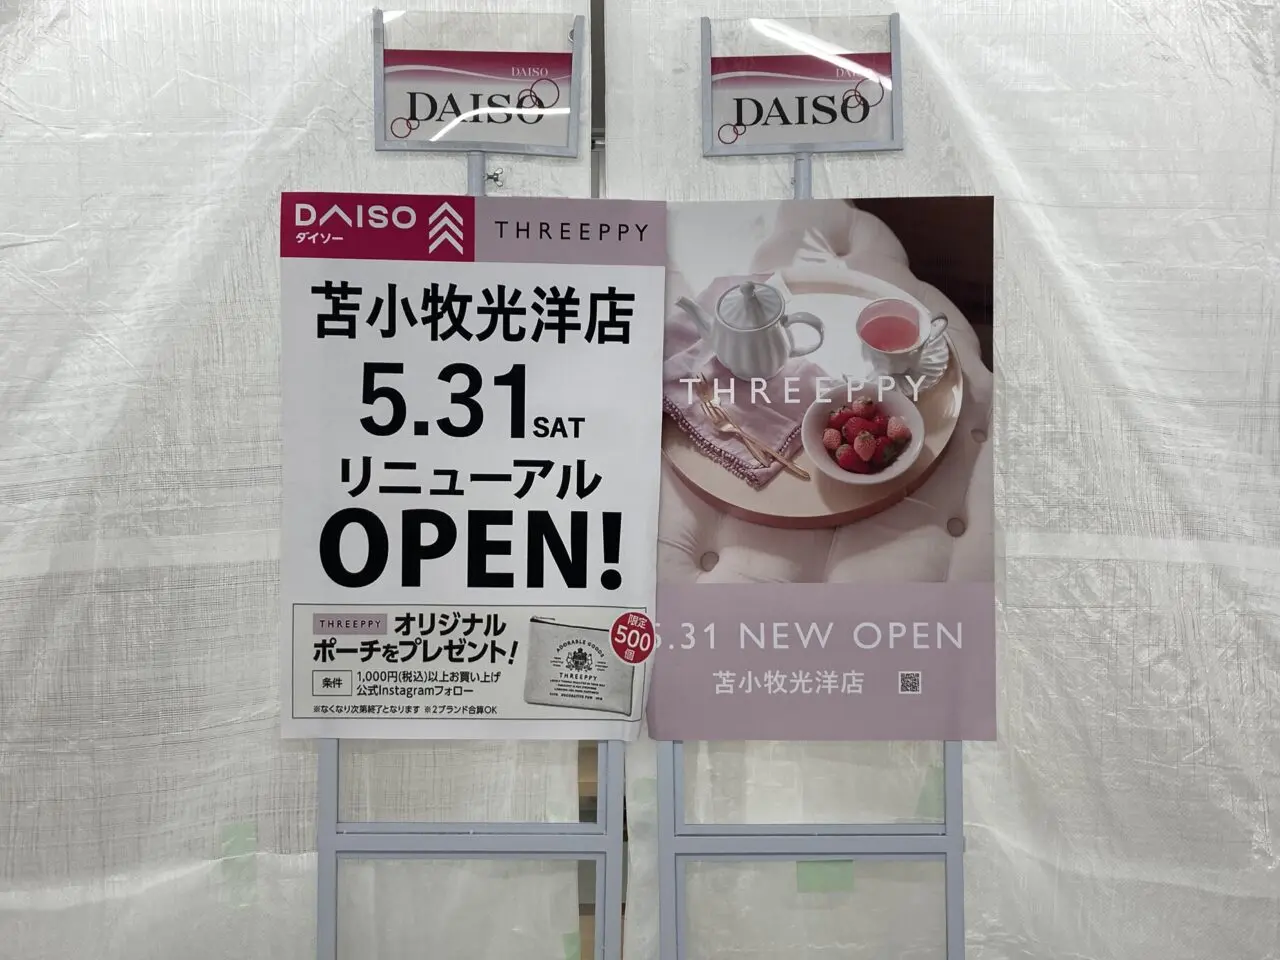 DAISO
DAISO
DAISO
DAISO
ダイソー
THREEPPY
苫小牧光洋店
5.31 SAT
リニューアル
OPEN!
THREEPPY オリジナル
ポーチをプレゼント!
限定
500
個
条件
1,000円(税込)以上お買い上げ
公式Instagramフォロー
※なくなり次第終了となります ※2ブランド合算OK
ADORABLE GOODS
THREEPPY
THREEPPY
5.31 NEW OPEN
苫小牧光洋店